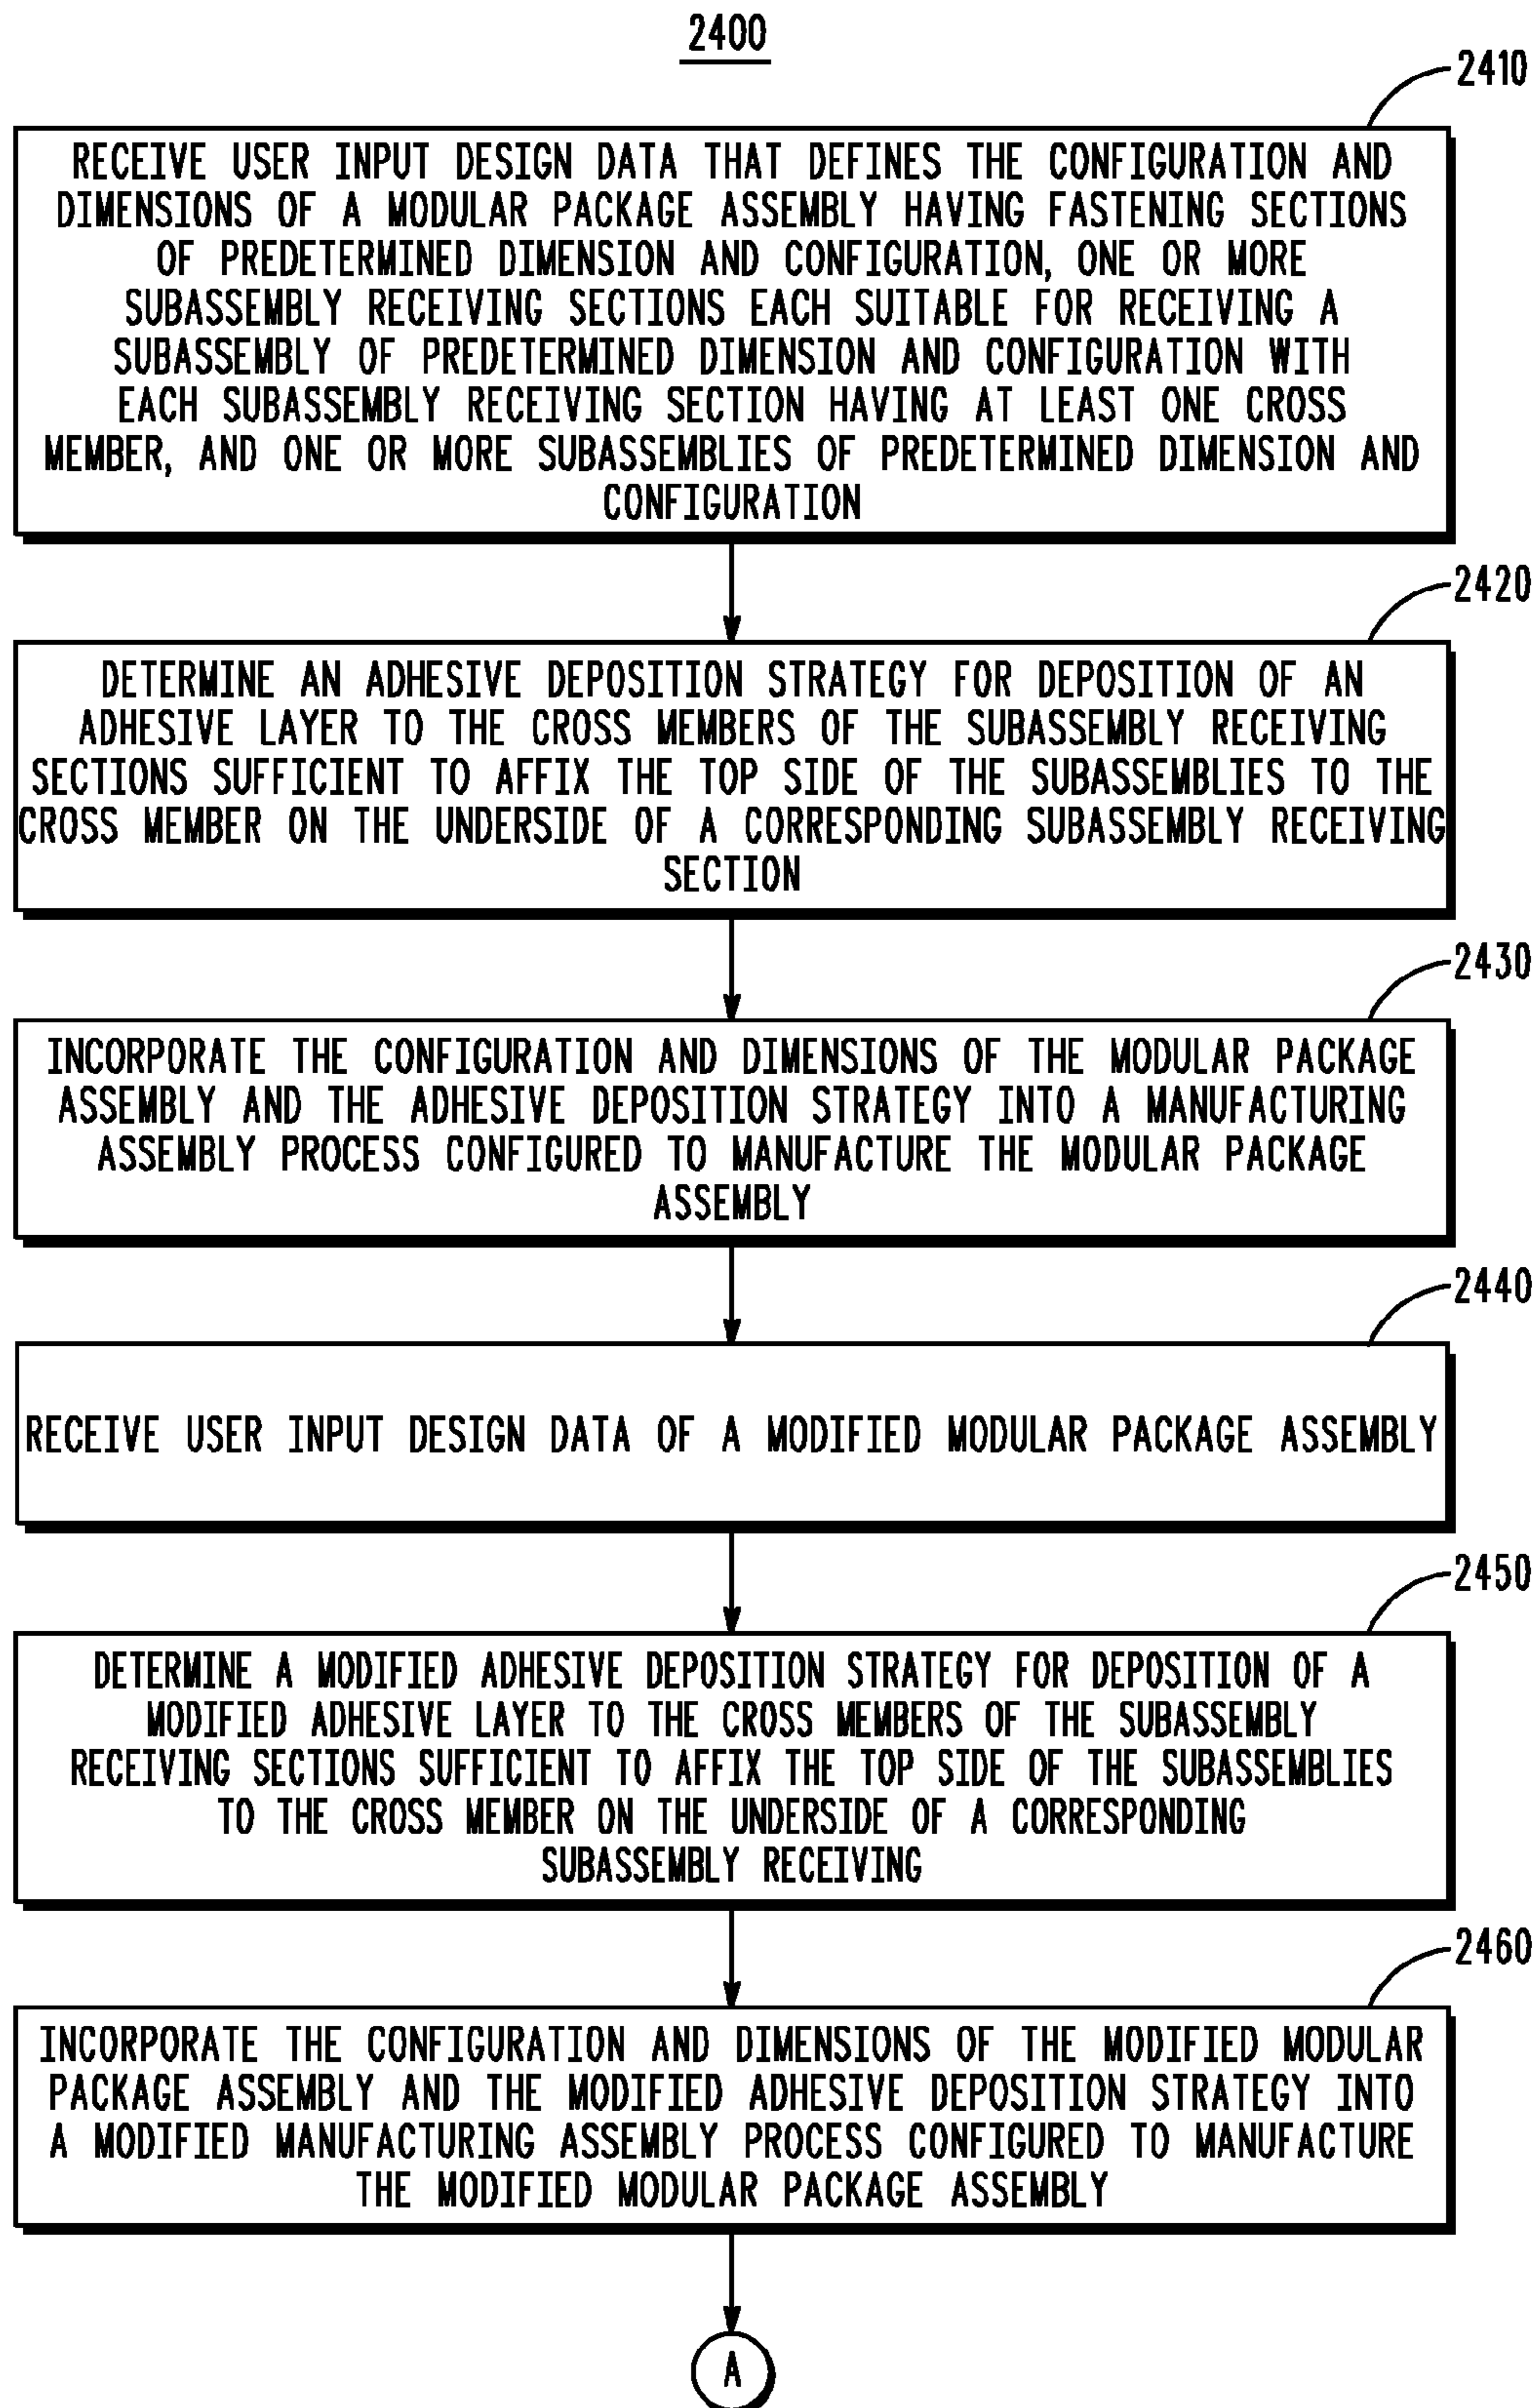 2400
2410
RECEIVE USER INPUT DESIGN DATA THAT DEFINES THE CONFIGURATION AND
DIMENSIONS OF A MODULAR PACKAGE ASSEMBLY HAVING FASTENING SECTIONS
OF PREDETERMINED DIMENSION AND CONFIGURATION, ONE OR MORE
SUBASSEMBLY RECEIVING SECTIONS EACH SUITABLE FOR RECEIVING A
SUBASSEMBLY OF PREDETERMINED DIMENSION AND CONFIGURATION WITH
EACH SUBASSEMBLY RECEIVING SECTION HAVING AT LEAST ONE CROSS
MEMBER, AND ONE OR MORE SUBASSEMBLIES OF PREDETERMINED DIMENSION AND
CONFIGURATION
2420
DETERMINE AN ADHESIVE DEPOSITION STRATEGY FOR DEPOSITION OF AN
ADHESIVE LAYER TO THE CROSS MEMBERS OF THE SUBASSEMBLY RECEIVING
SECTIONS SUFFICIENT TO AFFIX THE TOP SIDE OF THE SUBASSEMBLIES TO THE
CROSS MEMBER ON THE UNDERSIDE OF A CORRESPONDING SUBASSEMBLY RECEIVING
SECTION
2430
INCORPORATE THE CONFIGURATION AND DIMENSIONS OF THE MODULAR PACKAGE
ASSEMBLY AND THE ADHESIVE DEPOSITION STRATEGY INTO A MANUFACTURING
ASSEMBLY PROCESS CONFIGURED TO MANUFACTURE THE MODULAR PACKAGE
ASSEMBLY
2440
RECEIVE USER INPUT DESIGN DATA OF A MODIFIED MODULAR PACKAGE ASSEMBLY
2450
DETERMINE A MODIFIED ADHESIVE DEPOSITION STRATEGY FOR DEPOSITION OF A
MODIFIED ADHESIVE LAYER TO THE CROSS MEMBERS OF THE SUBASSEMBLY
RECEIVING SECTIONS SUFFICIENT TO AFFIX THE TOP SIDE OF THE SUBASSEMBLIES
TO THE CROSS MEMBER ON THE UNDERSIDE OF A CORRESPONDING
SUBASSEMBLY RECEIVING
2460
INCORPORATE THE CONFIGURATION AND DIMENSIONS OF THE MODIFIED MODULAR
PACKAGE ASSEMBLY AND THE MODIFIED ADHESIVE DEPOSITION STRATEGY INTO
A MODIFIED MANUFACTURING ASSEMBLY PROCESS CONFIGURED TO MANUFACTURE
THE MODIFIED MODULAR PACKAGE ASSEMBLY
A